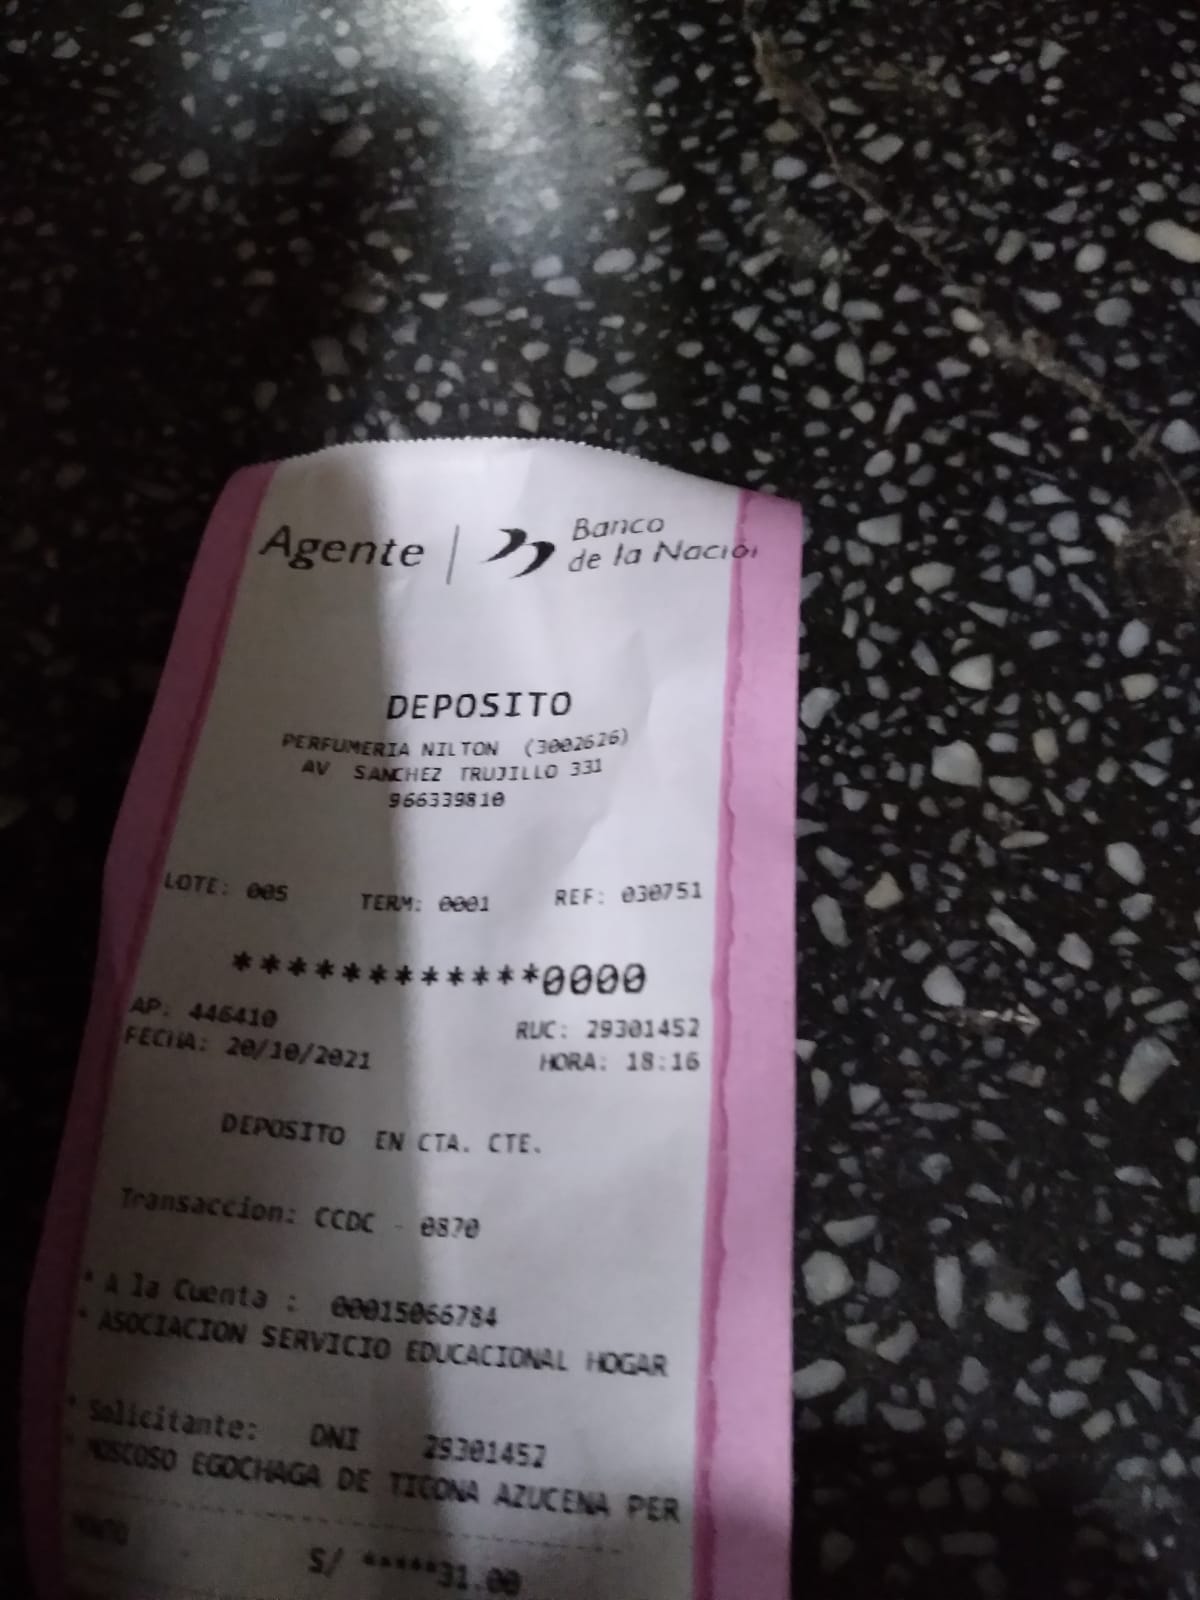 Agente | Banco
de la Nación
DEPOSITO
PERFUMERIA NILTON (3002626)
AV SANCHEZ TRUJILLO 331
966339810
LOTE: 005 TERM: 0001 REF: 030751
************0000
AP: 446410 RUC: 29301452
FECHA: 20/10/2021 HORA: 18:16
DEPOSITO EN CTA. CTE.
Transaccion: CCDC - 0870
* A la Cuenta : 00015066784
* ASOCIACION SERVICIO EDUCACIONAL HOGAR
* Solicitante: DNI 29301452
* MOSCOSO EGOCHAGA DE TICONA AZUCENA PER
S/ *****31.00